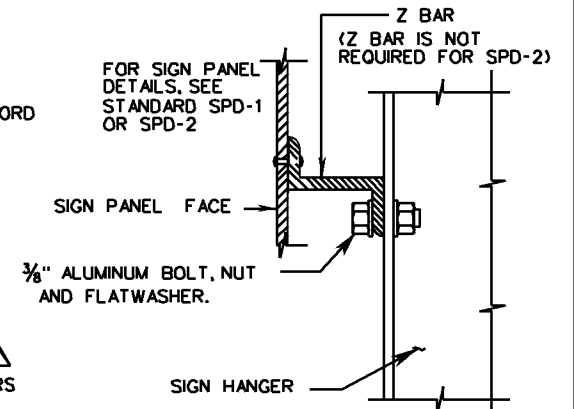 Z BAR
(Z BAR IS NOT
REQUIRED FOR SPD-2)
FOR SIGN PANEL
DETAILS, SEE
STANDARD SPD-1
OR SPD-2
ORD
SIGN PANEL FACE
⅜" ALUMINUM BOLT, NUT
AND FLATWASHER.
RS
SIGN HANGER